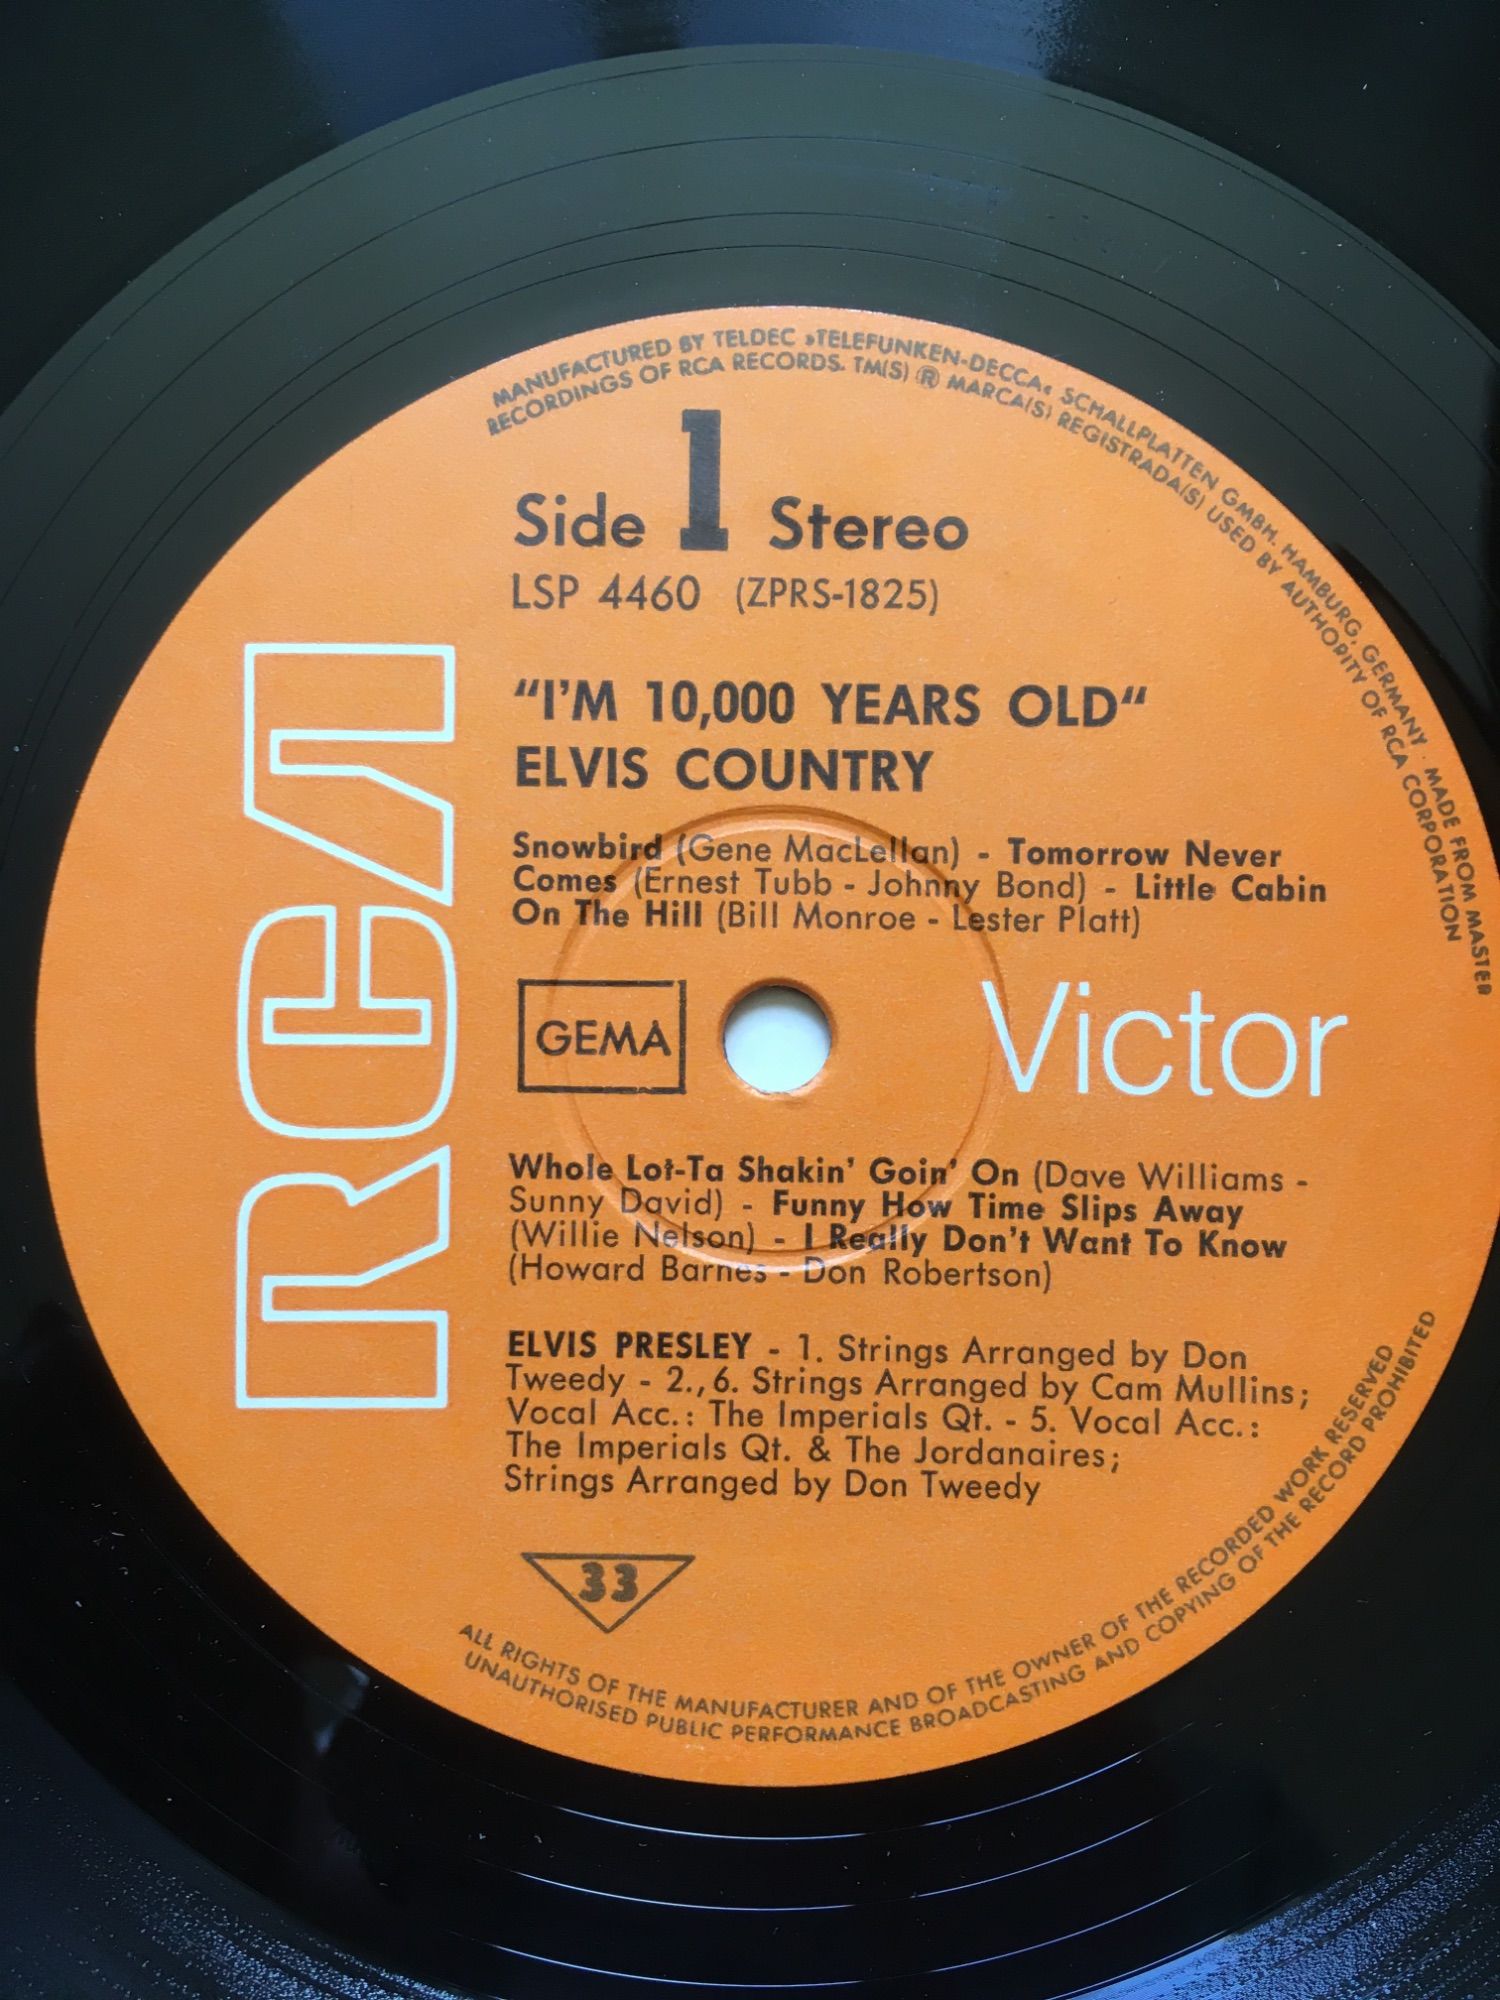 MANUFACTURED BY TELDEC »TELEFUNKEN-DECCA« SCHALLPLATTEN GMBH. HAMBURG, GERMANY · MADE FROM MASTER
RECORDINGS OF RCA RECORDS. TM(S) ® MARCA(S) REGISTRADA(S) USED BY AUTHORITY OF RCA CORPORATION
Side 1 Stereo
LSP 4460 (ZPRS-1825)
"I'M 10,000 YEARS OLD"
ELVIS COUNTRY
Snowbird (Gene MacLellan) - Tomorrow Never
Comes (Ernest Tubb - Johnny Bond) - Little Cabin
On The Hill (Bill Monroe - Lester Platt)
RCA
GEMA
Victor
Whole Lot-Ta Shakin' Goin' On (Dave Williams -
Sunny David) - Funny How Time Slips Away
(Willie Nelson) - I Really Don't Want To Know
(Howard Barnes - Don Robertson)
ELVIS PRESLEY - 1. Strings Arranged by Don
Tweedy - 2.,6. Strings Arranged by Cam Mullins;
Vocal Acc.: The Imperials Qt. - 5. Vocal Acc.:
The Imperials Qt. & The Jordanaires;
Strings Arranged by Don Tweedy
33
ALL RIGHTS OF THE MANUFACTURER AND OF THE OWNER OF THE RECORDED WORK RESERVED
UNAUTHORISED PUBLIC PERFORMANCE BROADCASTING AND COPYING OF THE RECORD PROHIBITED